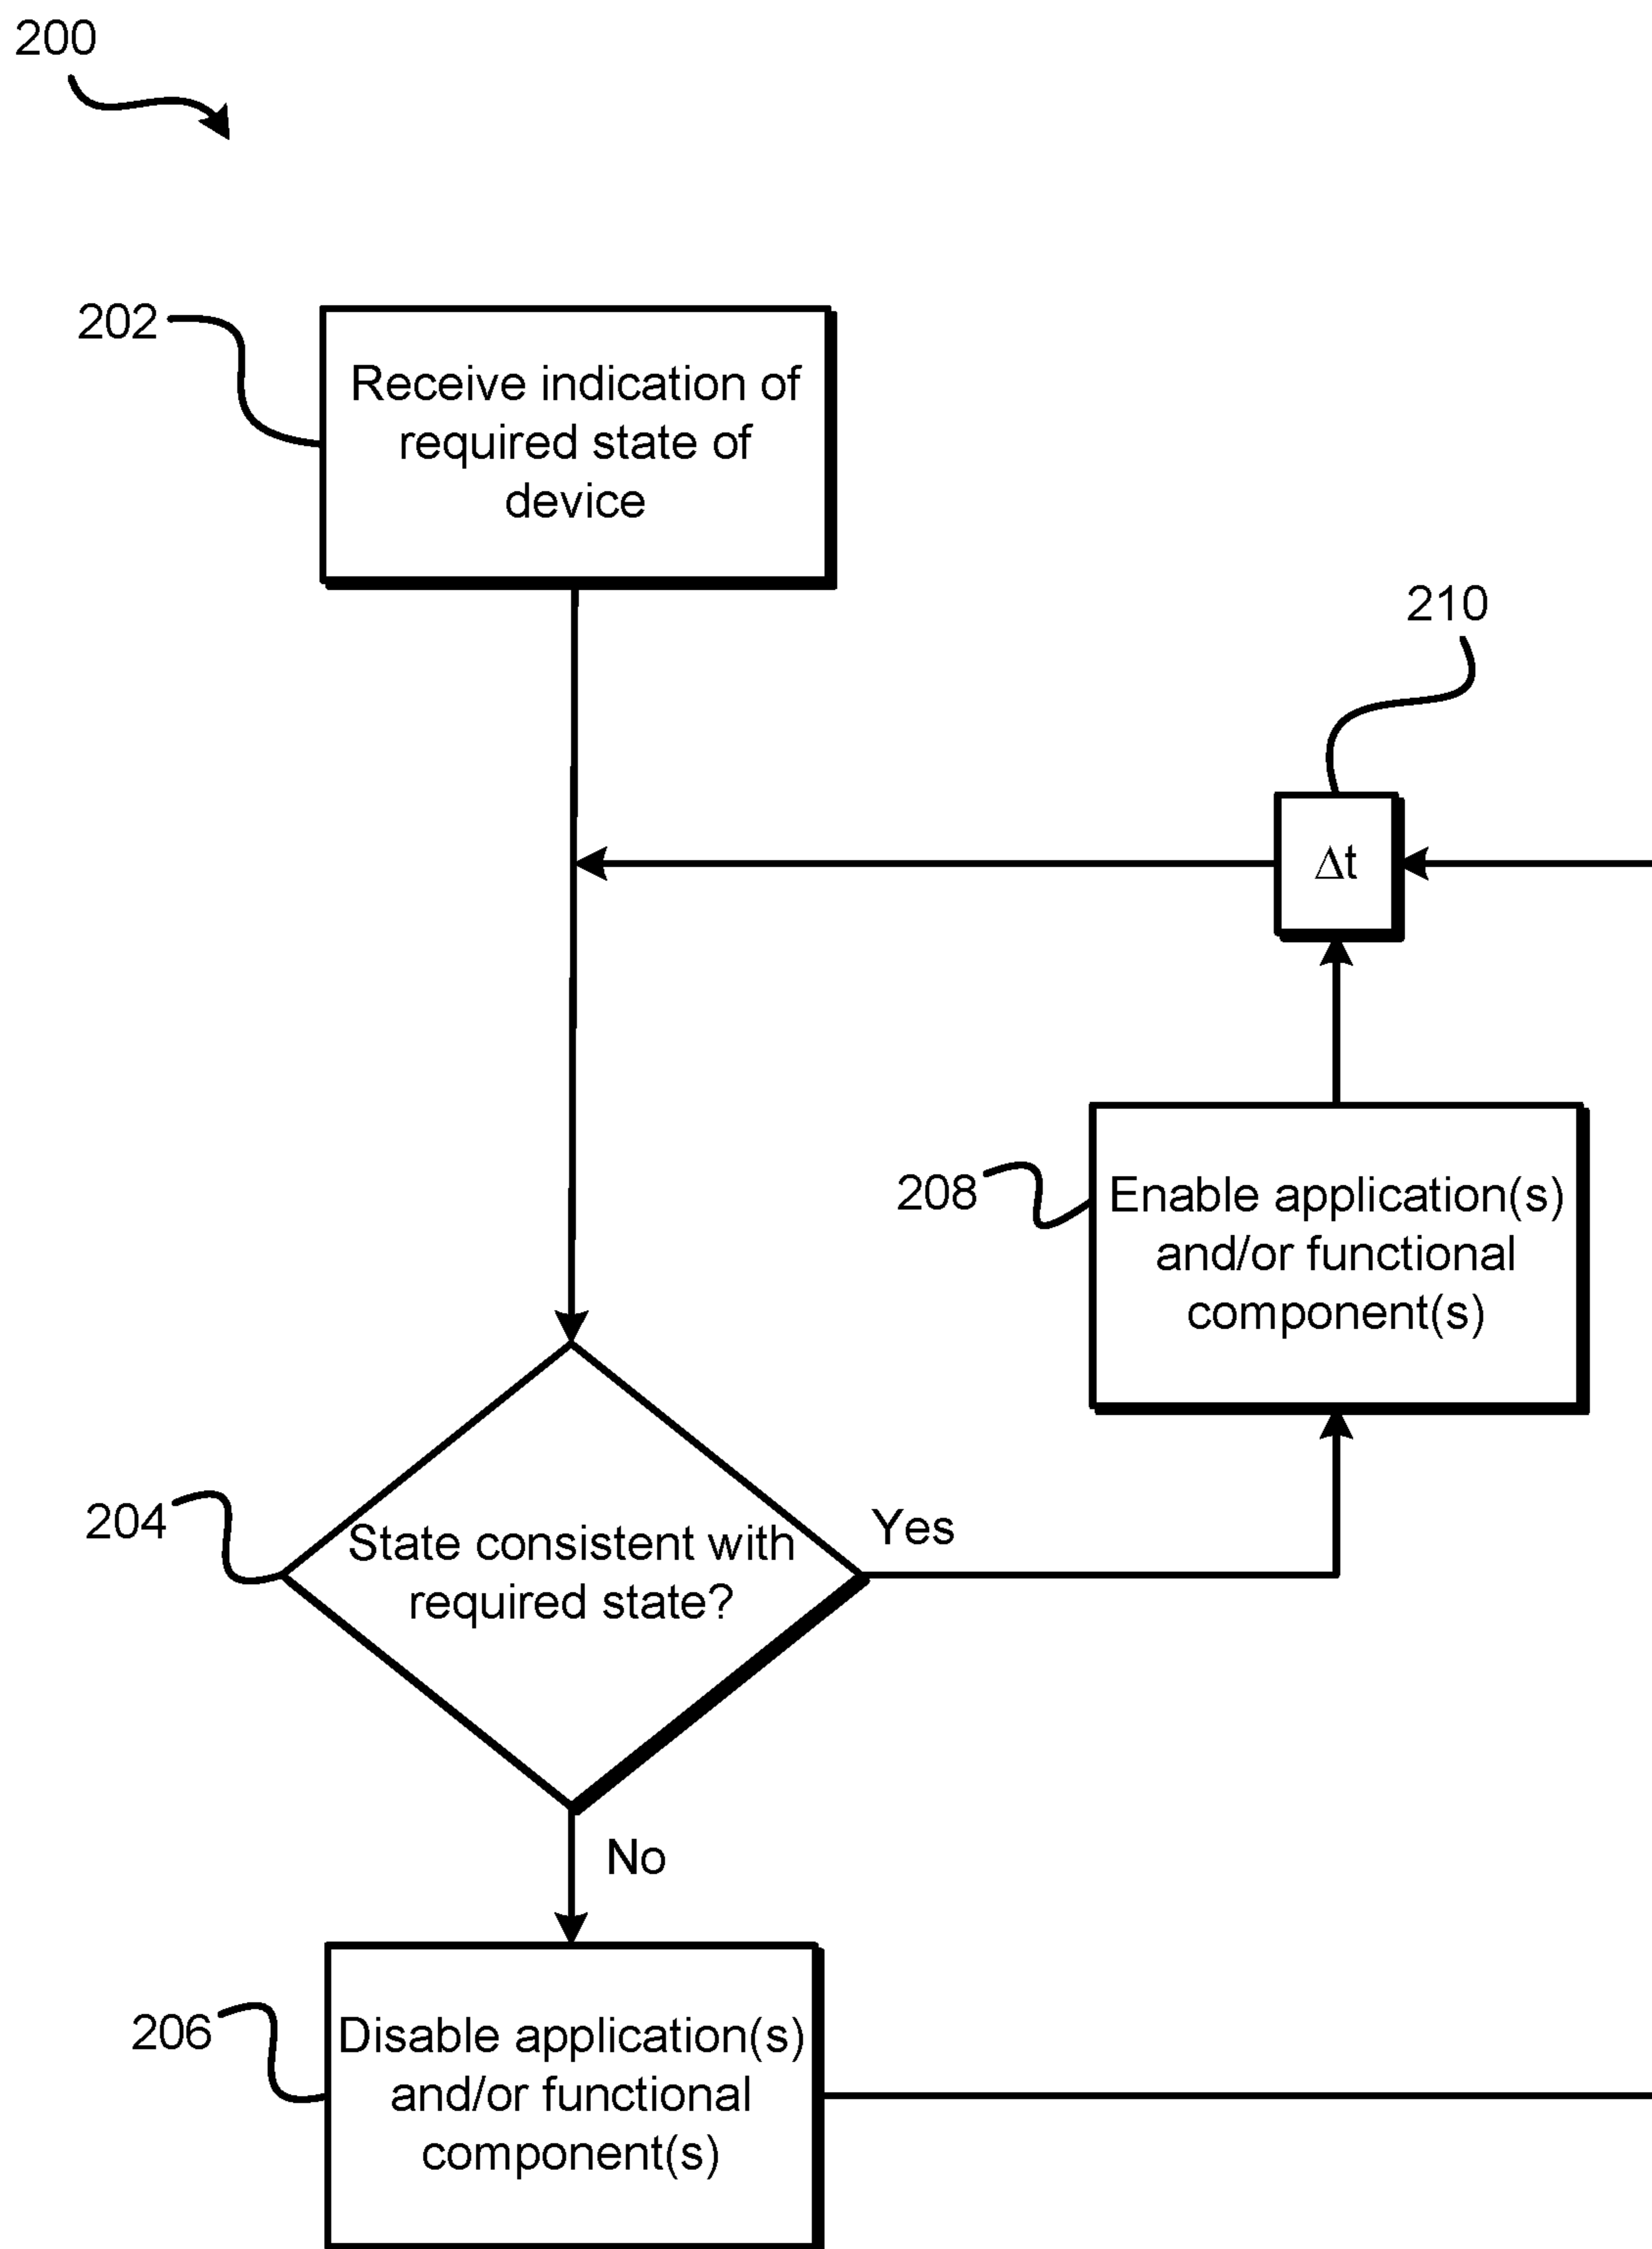 200
202
Receive indication of
required state of
device
210
Δt
208
Enable application(s)
and/or functional
component(s)
204
State consistent with
required state?
Yes
No
206
Disable application(s)
and/or functional
component(s)